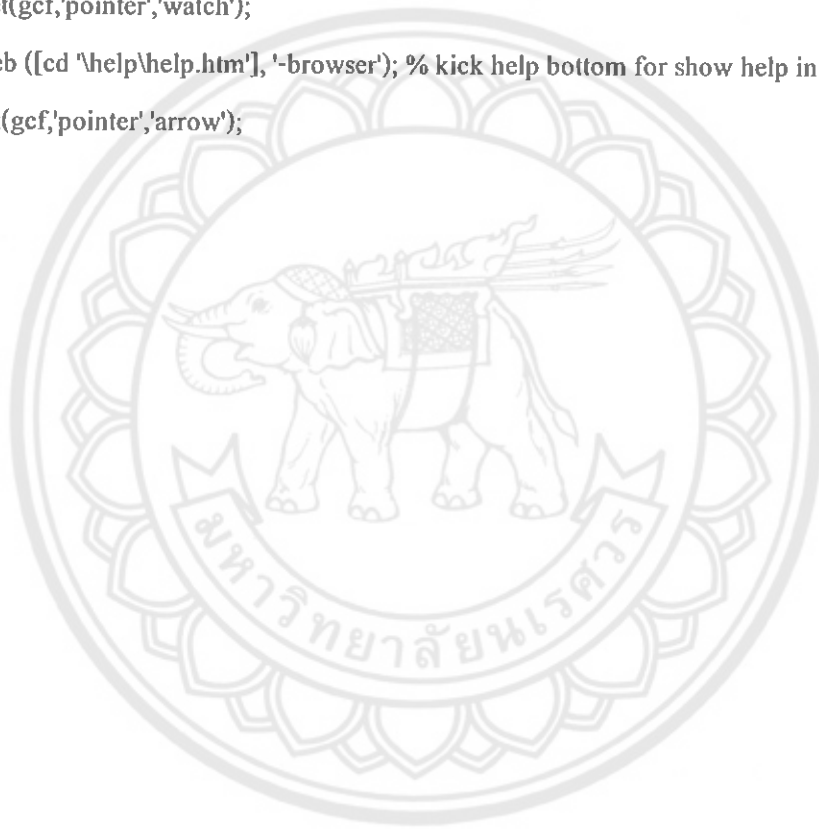 (gcf,'pointer','watch');
eb ([cd '\help\help.htm'], '-browser'); % kick help bottom for show help in
(gcf,'pointer','arrow');
มหาวิทยาลัยนเรศวร